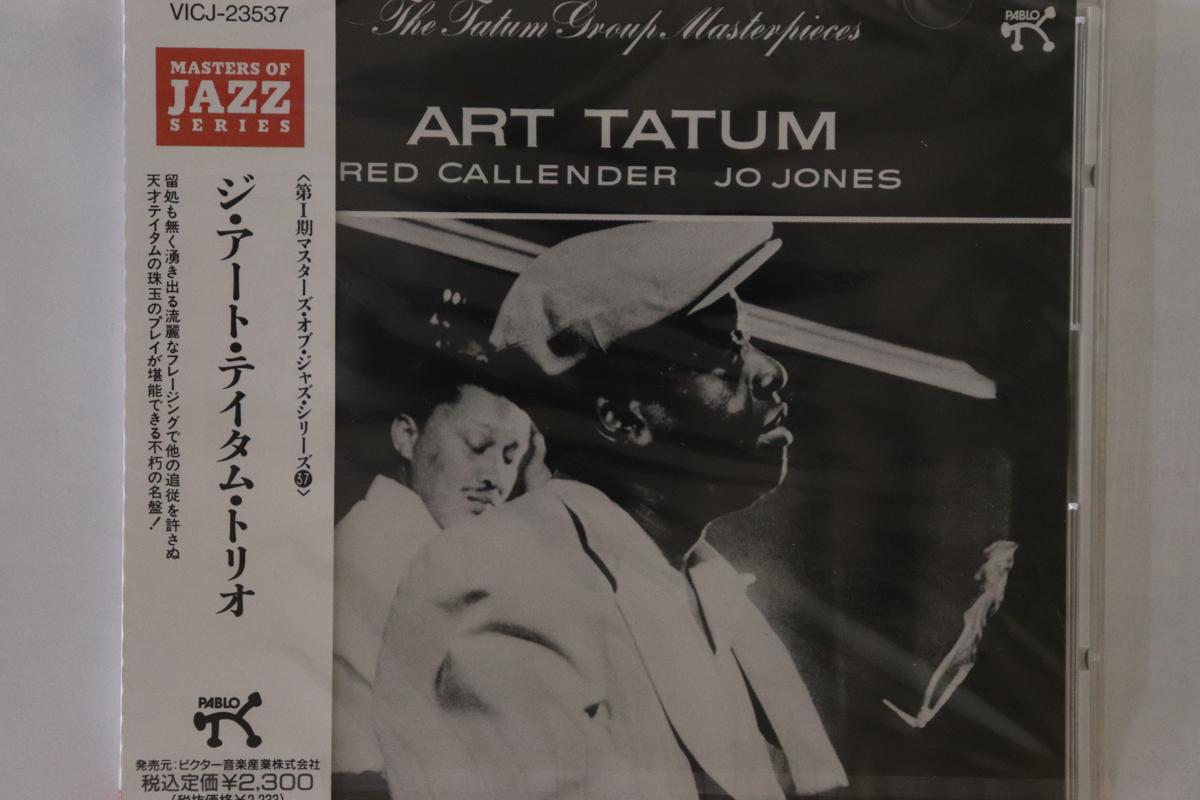 VICJ-23537
MASTERS OF
JAZZ
SERIES
〈第Ⅰ期マスターズ・オブ・ジャズ・シリーズ㊲〉
ジ・アート・テイタム・トリオ
留処も無く湧き出る流麗なフレージングで他の追従を許さぬ
天才テイタムの珠玉のプレイが堪能できる不朽の名盤!
PABLO
発売元:ビクター音楽産業株式会社
税込定価¥2,300
(税抜価格¥2,233)
The Tatum Group Masterpieces
PABLO
ART TATUM
RED CALLENDER JO JONES